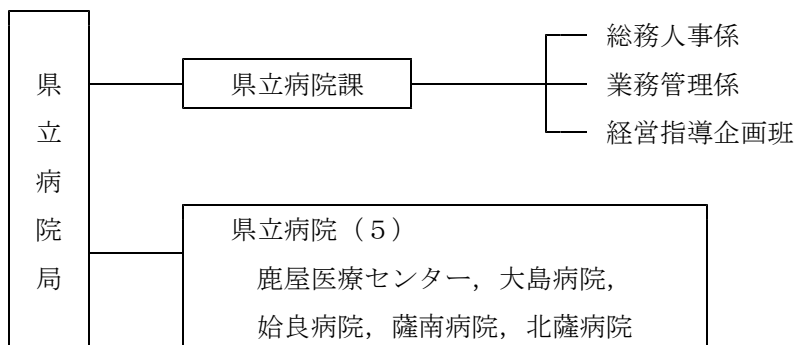 県立病院局
県立病院課
総務人事係
業務管理係
経営指導企画班
県立病院（５）
鹿屋医療センター，大島病院，
姶良病院，薩南病院，北薩病院